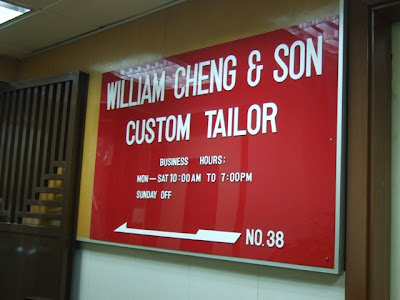 WILLIAM CHENG & SON
CUSTOM TAILOR
BUSINESS HOURS:
MON—SAT 10:00AM TO 7:00PM
SUNDAY OFF
NO.38